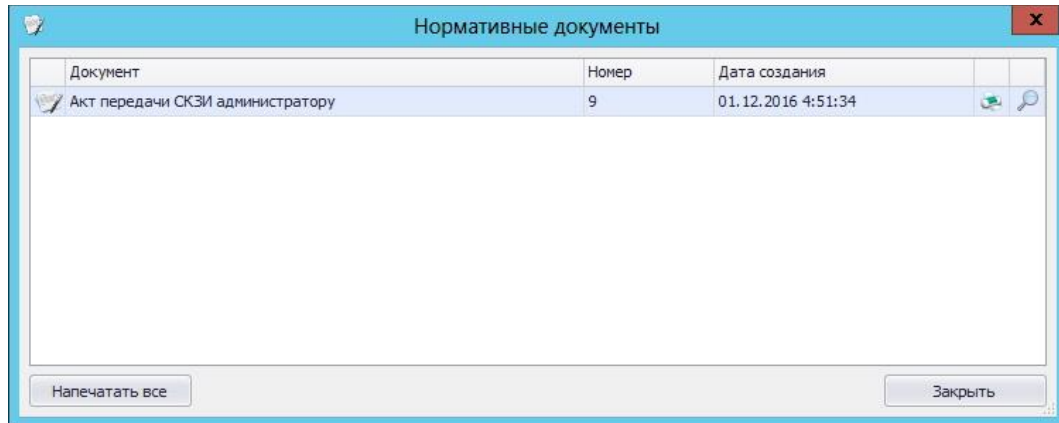 Нормативные документы
x
Документ Номер Дата создания
Акт передачи СКЗИ администратору 9 01.12.2016 4:51:34
Напечатать все Закрыть